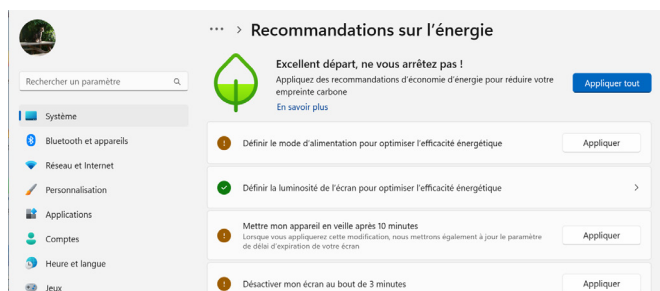 ··· > Recommandations sur l'énergie
Excellent départ, ne vous arrêtez pas !
Appliquez des recommandations d'économie d'énergie pour réduire votre
empreinte carbone
En savoir plus
Appliquer tout
Rechercher un paramètre
Système
Bluetooth et appareils
Réseau et Internet
Personnalisation
Applications
Comptes
Heure et langue
Jeux
Définir le mode d'alimentation pour optimiser l'efficacité énergétique
Appliquer
Définir la luminosité de l'écran pour optimiser l'efficacité énergétique
Mettre mon appareil en veille après 10 minutes
Lorsque vous appliquerez cette modification, nous mettrons également à jour le paramètre
de délai d'expiration de votre écran
Appliquer
Désactiver mon écran au bout de 3 minutes
Appliquer